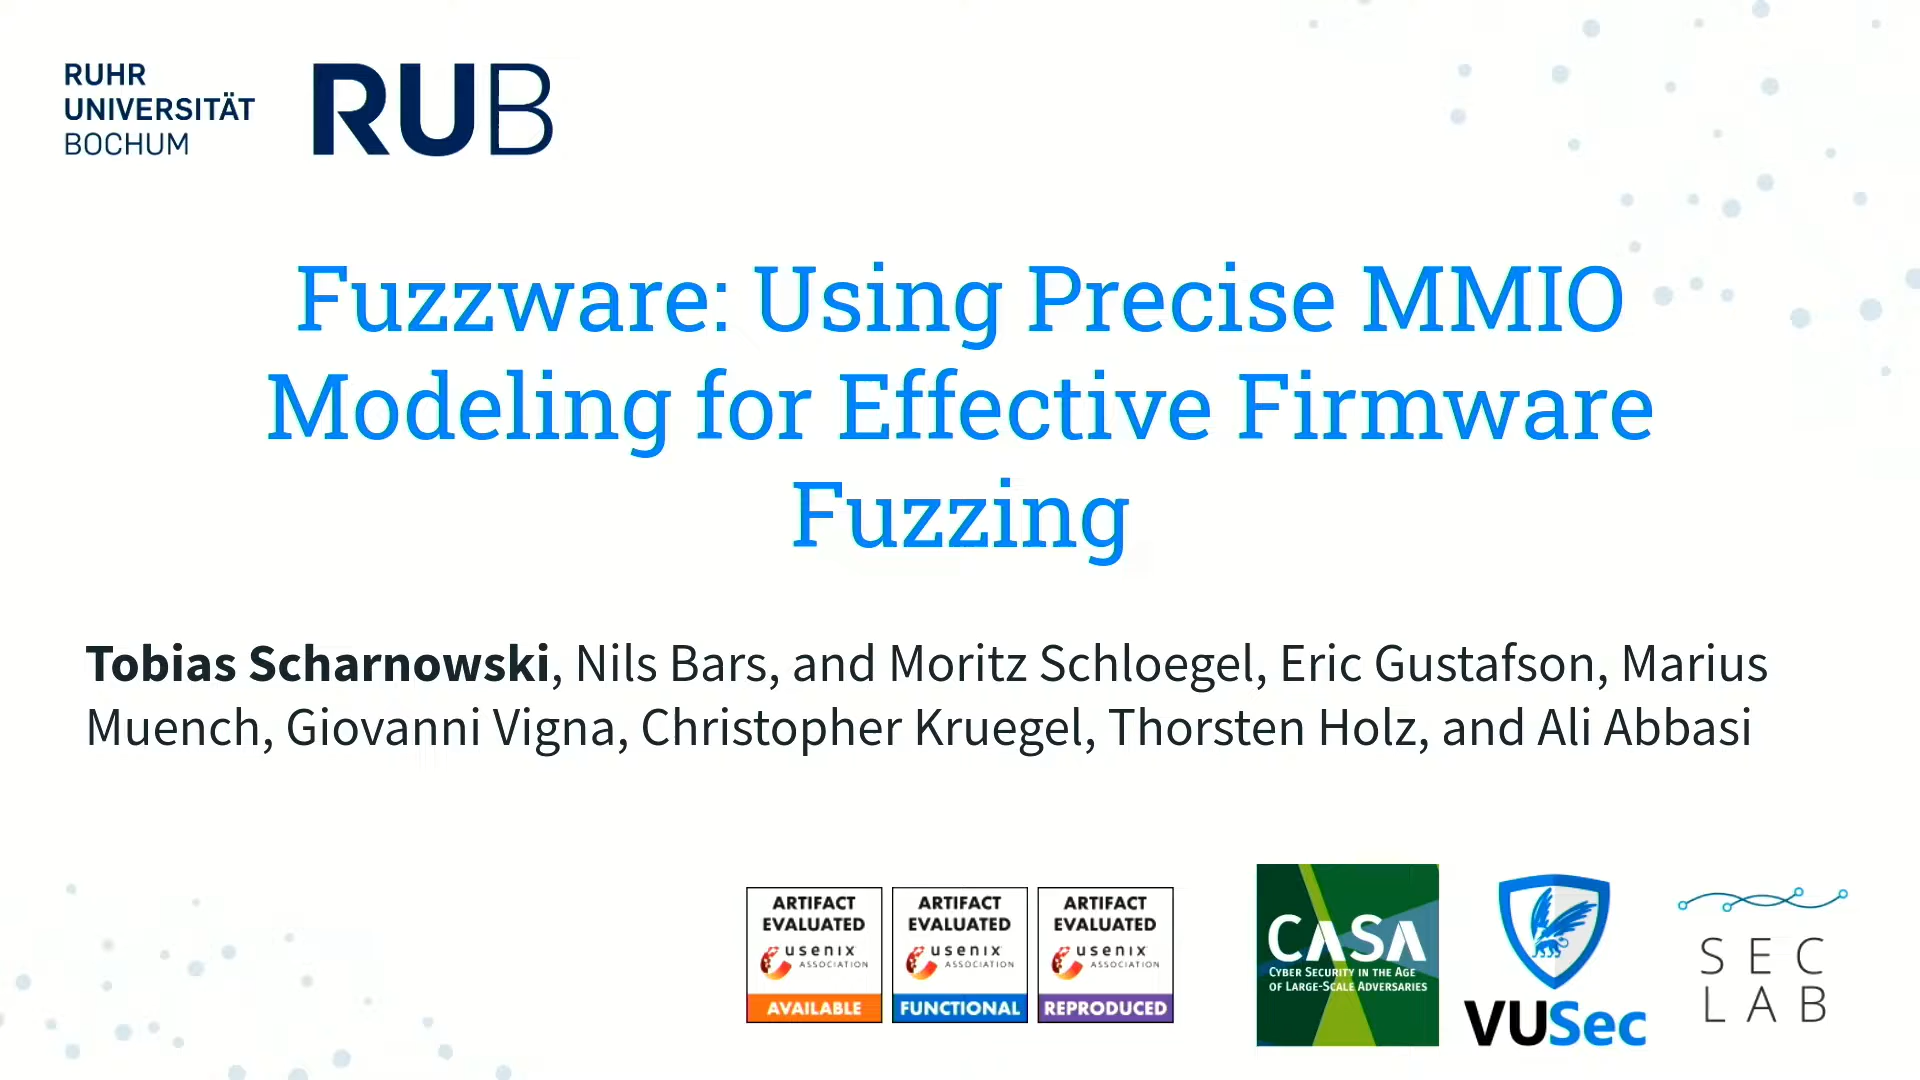 RUHR
UNIVERSITÄT
BOCHUM
RUB
Fuzzware: Using Precise MMIO
Modeling for Effective Firmware
Fuzzing
Tobias Scharnowski, Nils Bars, and Moritz Schloegel, Eric Gustafson, Marius
Muench, Giovanni Vigna, Christopher Kruegel, Thorsten Holz, and Ali Abbasi
ARTIFACT
EVALUATED
usenix
ASSOCIATION
AVAILABLE
ARTIFACT
EVALUATED
usenix
ASSOCIATION
FUNCTIONAL
ARTIFACT
EVALUATED
usenix
ASSOCIATION
REPRODUCED
CASA
CYBER SECURITY IN THE AGE
OF LARGE-SCALE ADVERSARIES
VUSec
SEC
LAB